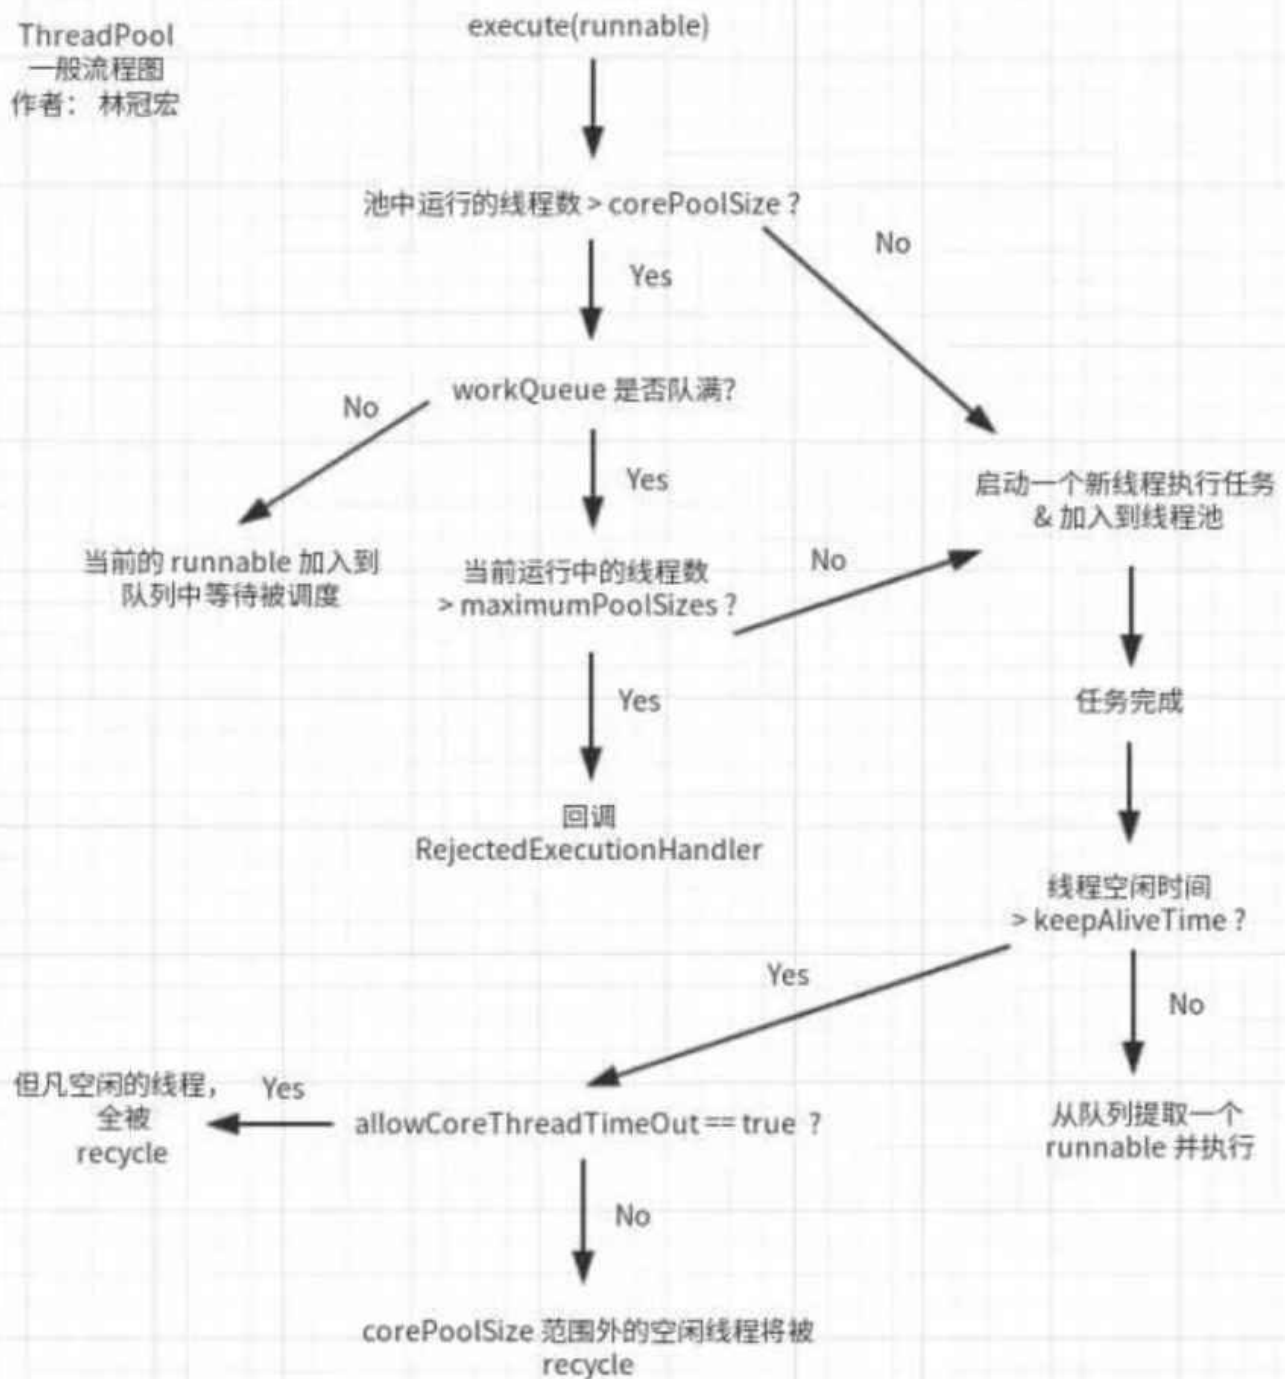 ThreadPool
一般流程图
作者： 林冠宏
execute(runnable)
池中运行的线程数 > corePoolSize ?
No
Yes
workQueue 是否队满?
No
Yes
启动一个新线程执行任务
& 加入到线程池
当前的 runnable 加入到
队列中等待被调度
当前运行中的线程数
> maximumPoolSizes ?
No
Yes
任务完成
回调
RejectedExecutionHandler
线程空闲时间
> keepAliveTime ?
Yes
No
但凡空闲的线程，
全被
recycle
Yes
allowCoreThreadTimeOut == true ?
从队列提取一个
runnable 并执行
No
corePoolSize 范围外的空闲线程将被
recycle